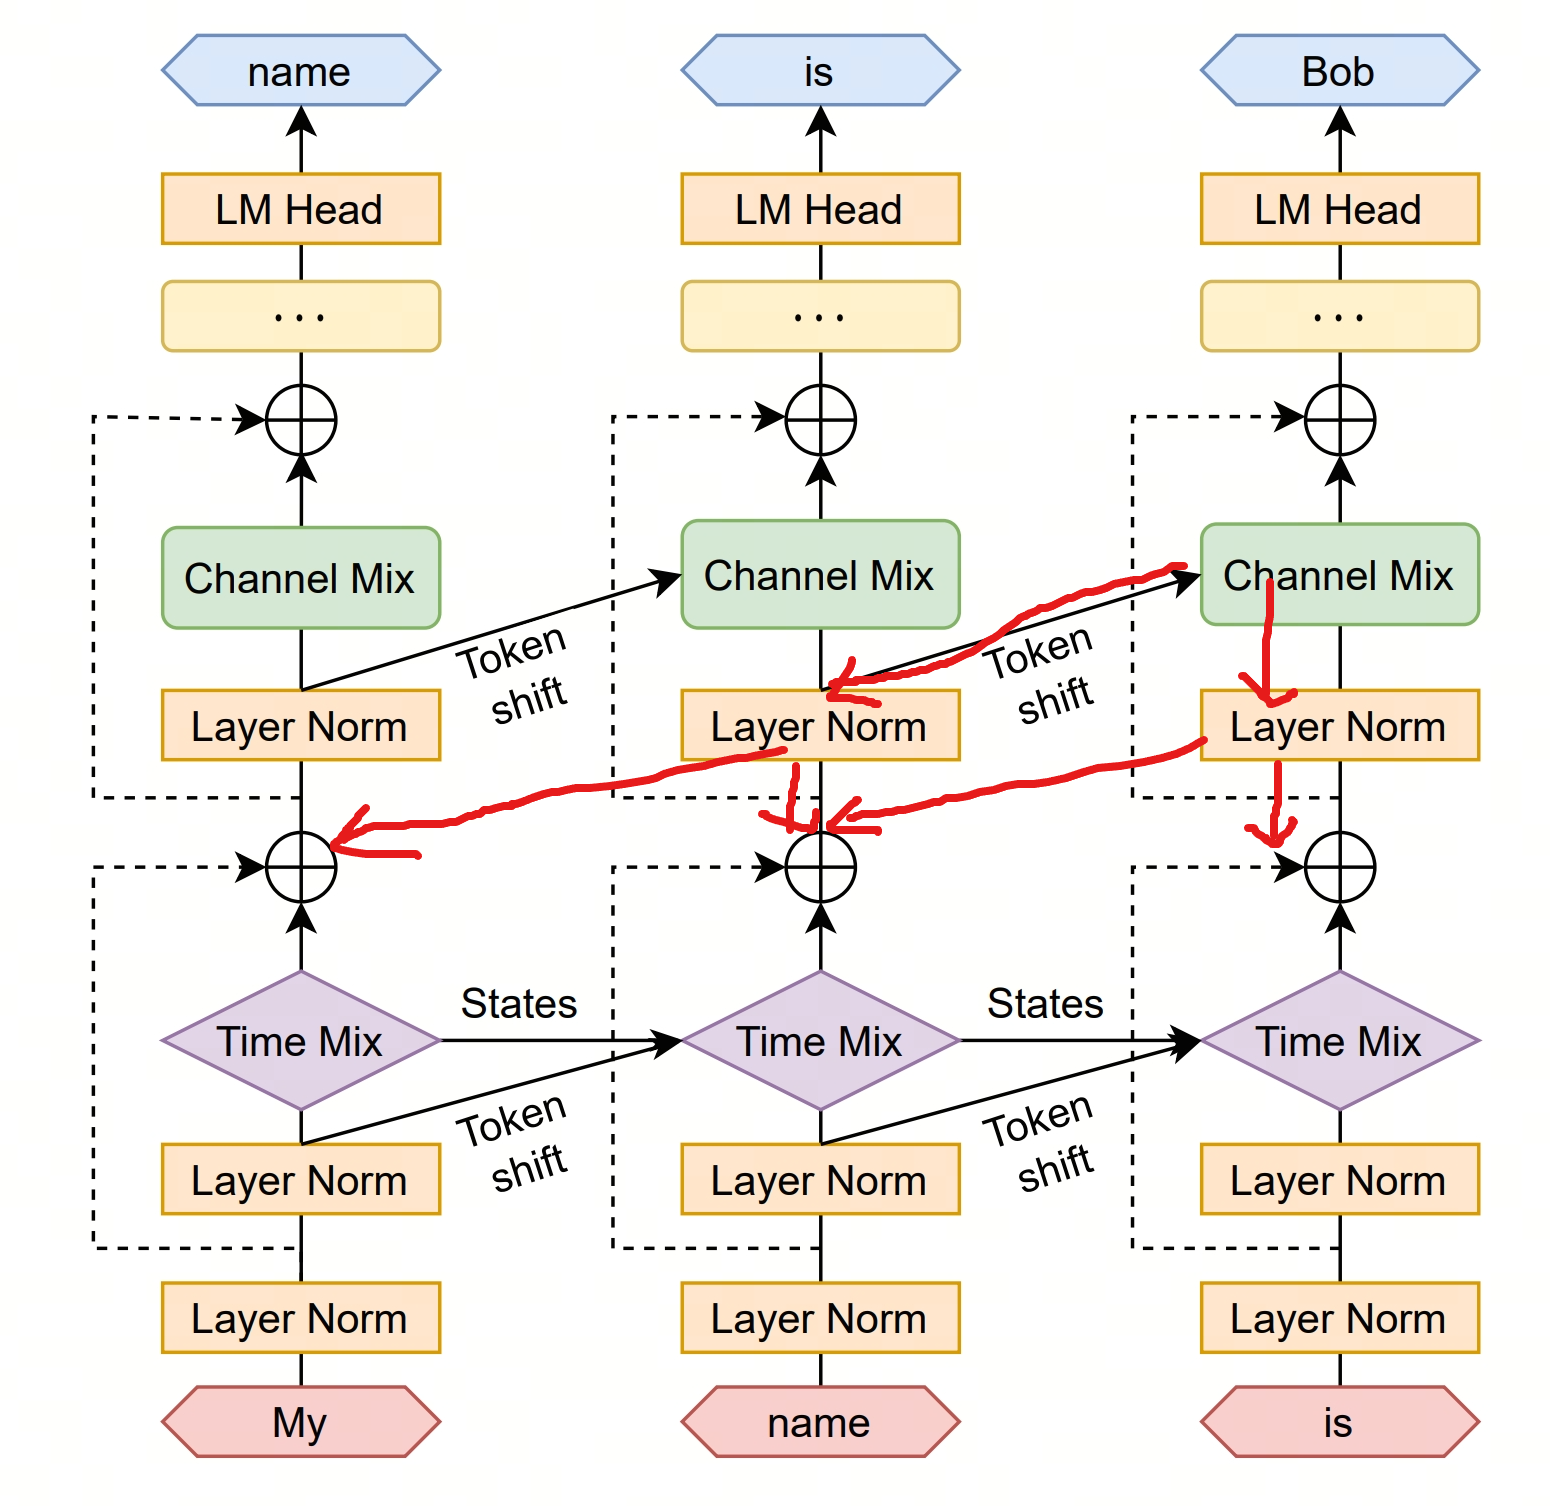 name is Bob
LM Head LM Head LM Head
... ... ...
Channel Mix Channel Mix Channel Mix
Token shift Token shift
Layer Norm Layer Norm Layer Norm
States States
Time Mix Time Mix Time Mix
Token shift Token shift
Layer Norm Layer Norm Layer Norm
Layer Norm Layer Norm Layer Norm
My name is